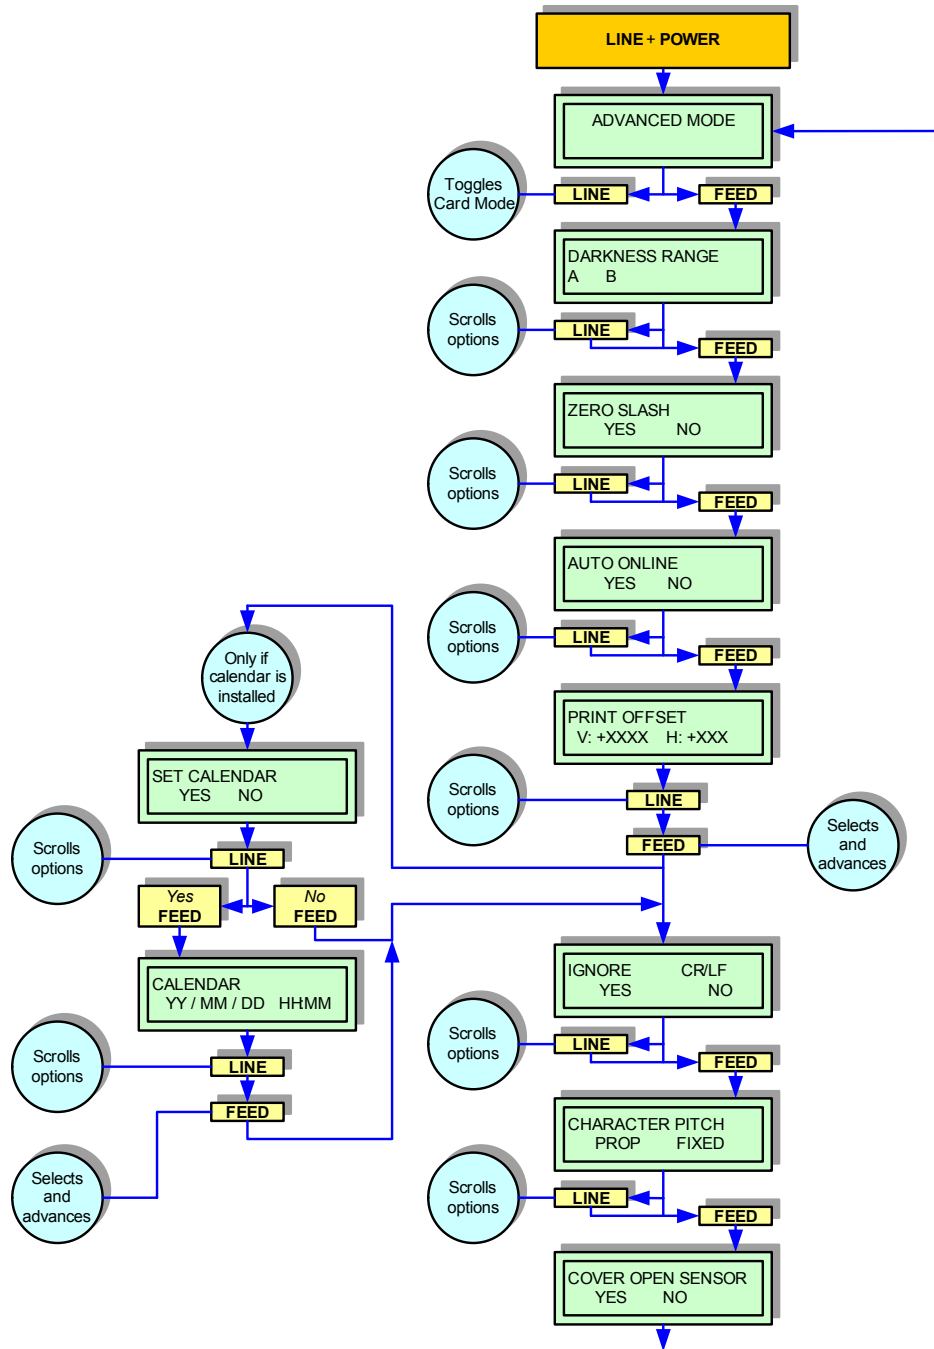 LINE + POWER
ADVANCED MODE
Toggles
Card Mode
LINE
FEED
DARKNESS RANGE
A B
Scrolls
options
LINE
FEED
ZERO SLASH
YES NO
Scrolls
options
LINE
FEED
AUTO ONLINE
YES NO
Scrolls
options
LINE
FEED
PRINT OFFSET
V: +XXXX H: +XXX
Scrolls
options
LINE
FEED
Selects
and
advances
Only if
calendar is
installed
SET CALENDAR
YES NO
Scrolls
options
LINE
Yes
FEED
No
FEED
CALENDAR
YY / MM / DD HH:MM
Scrolls
options
LINE
FEED
Selects
and
advances
IGNORE CR/LF
YES NO
Scrolls
options
LINE
FEED
CHARACTER PITCH
PROP FIXED
Scrolls
options
LINE
FEED
COVER OPEN SENSOR
YES NO